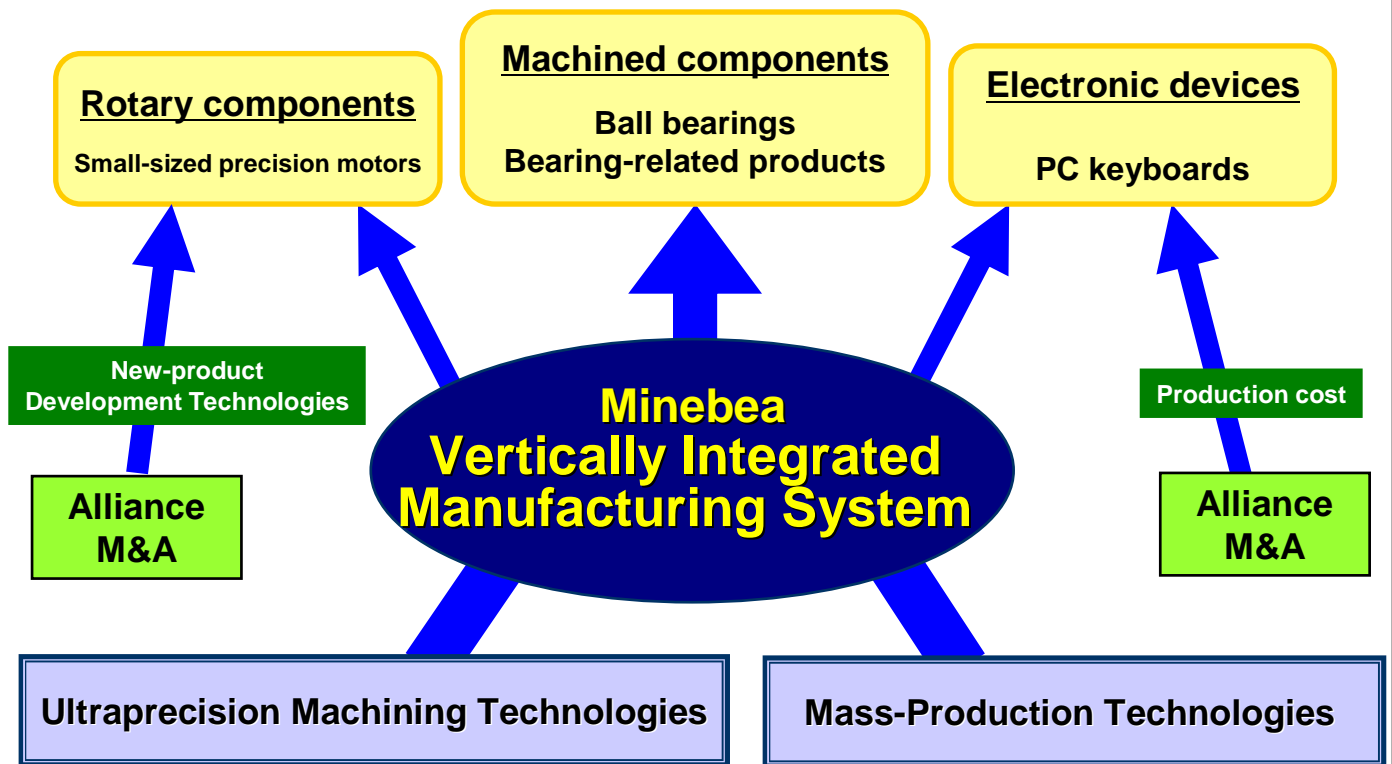 Rotary components
Small-sized precision motors
Machined components
Ball bearings
Bearing-related products
Electronic devices
PC keyboards
New-product
Development Technologies
Production cost
Alliance
M&A
Minebea
Vertically Integrated
Manufacturing System
Alliance
M&A
Ultraprecision Machining Technologies
Mass-Production Technologies